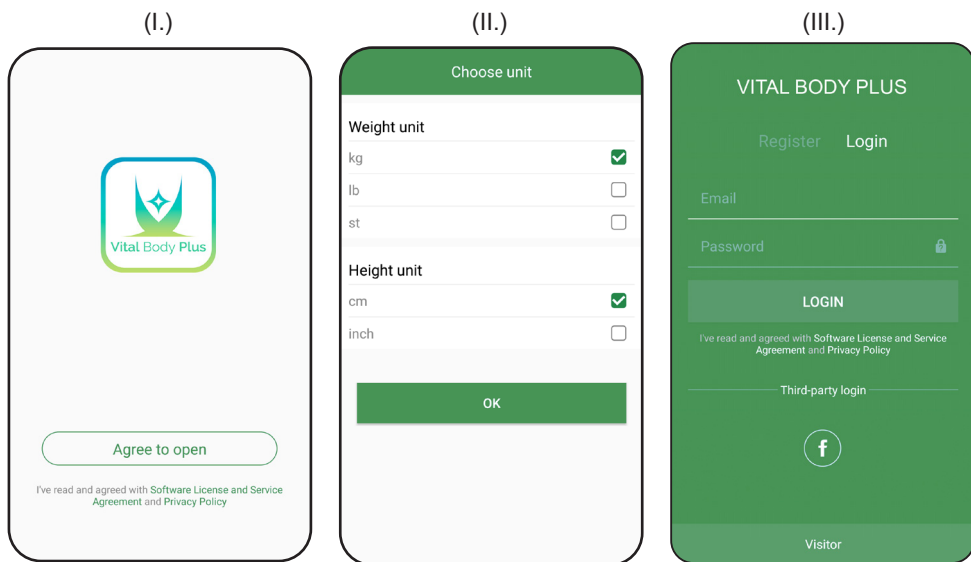 (I.)
Vital Body Plus
Agree to open
I've read and agreed with Software License and Service
Agreement and Privacy Policy
(II.)
Choose unit
Weight unit
kg
lb
st
Height unit
cm
inch
OK
(III.)
VITAL BODY PLUS
Register Login
Email
Password
LOGIN
I've read and agreed with Software License and Service
Agreement and Privacy Policy
Third-party login
f
Visitor